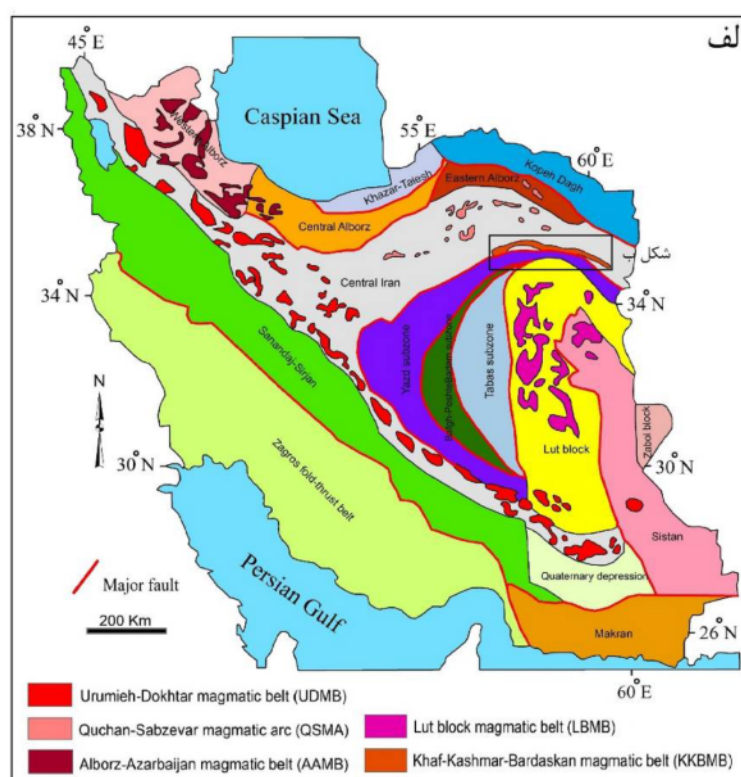 الف
45 E
38 N
Caspian Sea
55 E
60 E
Western Alborz
Khazar-Talesh
Eastern Alborz
Kopeh Dagh
Central Alborz
شکل ب
Central Iran
34 N
34 N
Sanandaj-Sirjan
Yazd subzone
Bafgh-PoshteBadam subzone
Tabas subzone
N
Lut block
Zabol block
30 N
30 N
Zagros fold-thrust belt
Sistan
Major fault
Persian Gulf
Quaternary depression
200 Km
Makran
26 N
60 E
Urumieh-Dokhtar magmatic belt (UDMB)
Quchan-Sabzevar magmatic arc (QSMA)
Lut block magmatic belt (LBMB)
Alborz-Azarbaijan magmatic belt (AAMB)
Khaf-Kashmar-Bardaskan magmatic belt (KKBMB)